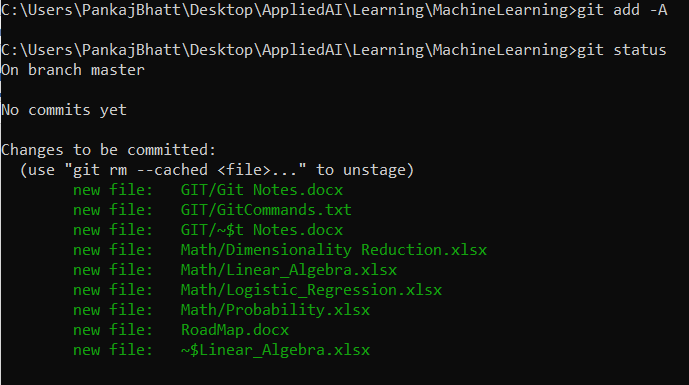 C:\Users\PankajBhatt\Desktop\AppliedAI\Learning\MachineLearning>git add -A
C:\Users\PankajBhatt\Desktop\AppliedAI\Learning\MachineLearning>git status
On branch master
No commits yet
Changes to be committed:
  (use "git rm --cached <file>..." to unstage)
        new file:   GIT/Git Notes.docx
        new file:   GIT/GitCommands.txt
        new file:   GIT/~$t Notes.docx
        new file:   Math/Dimensionality Reduction.xlsx
        new file:   Math/Linear_Algebra.xlsx
        new file:   Math/Logistic_Regression.xlsx
        new file:   Math/Probability.xlsx
        new file:   RoadMap.docx
        new file:   ~$Linear_Algebra.xlsx